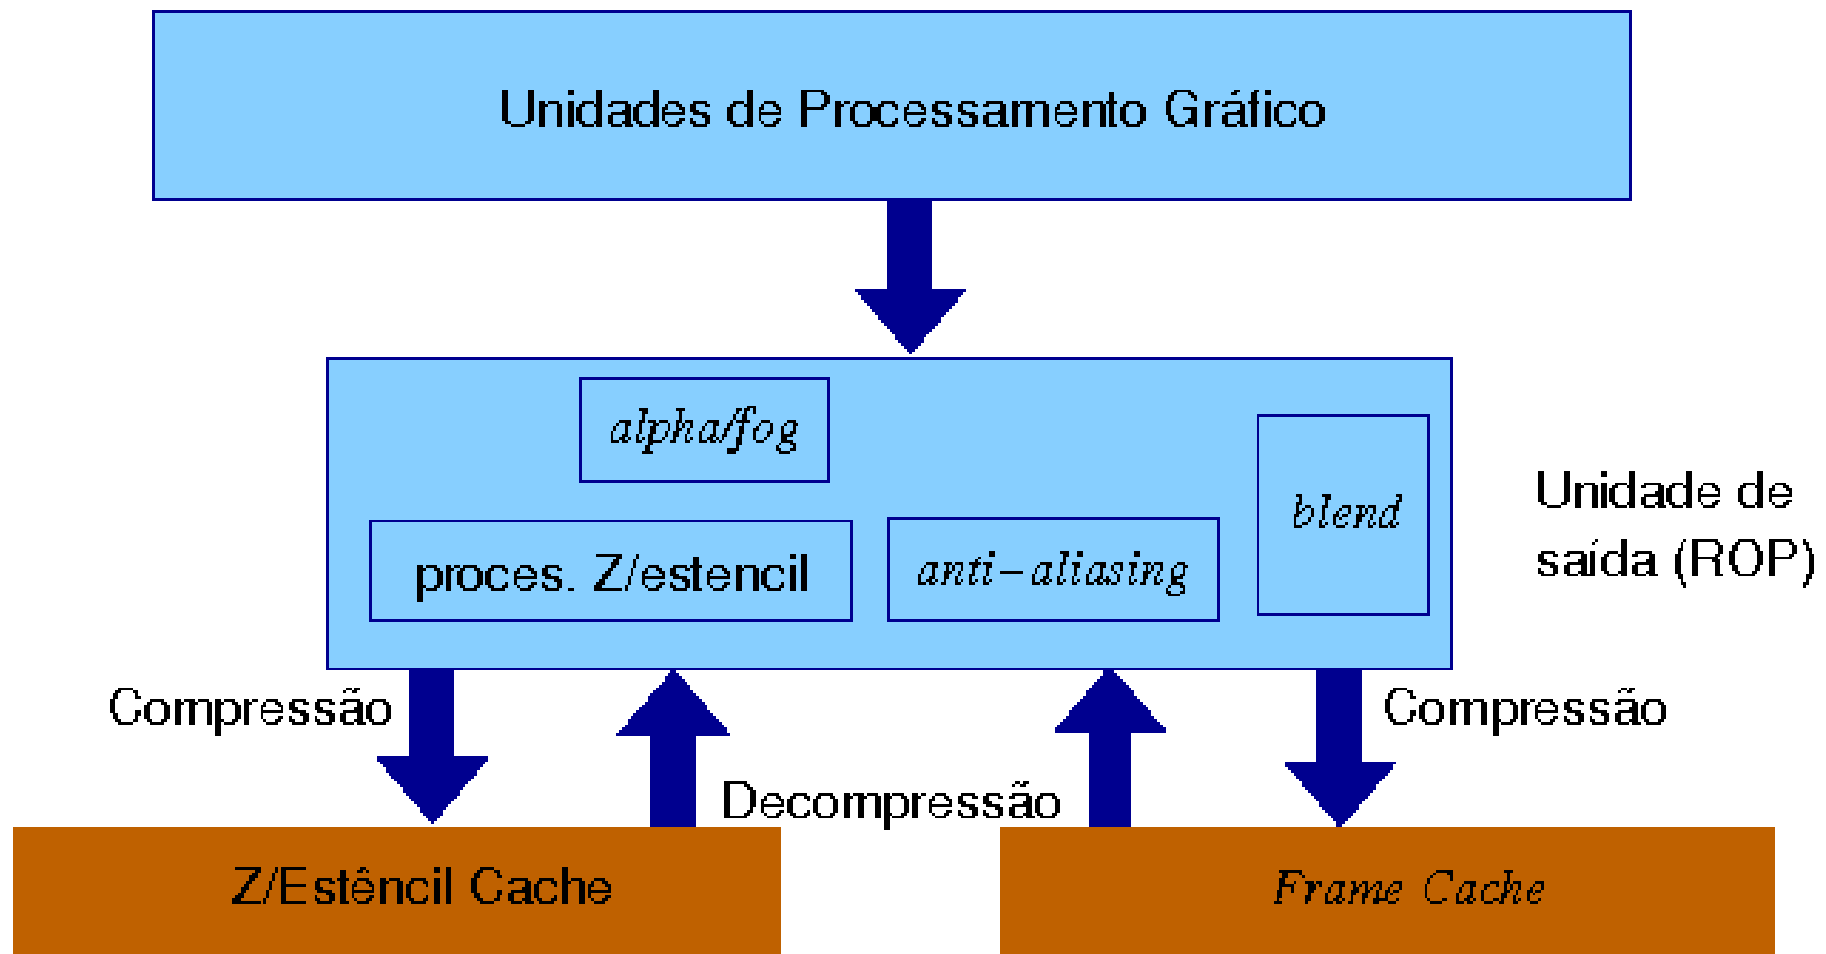 Unidades de Processamento Gráfico
alpha/fog
blend
proces. Z/estencil
anti-aliasing
Unidade de
saída (ROP)
Compressão
Compressão
Decompressão
Z/Estêncil Cache
Frame Cache